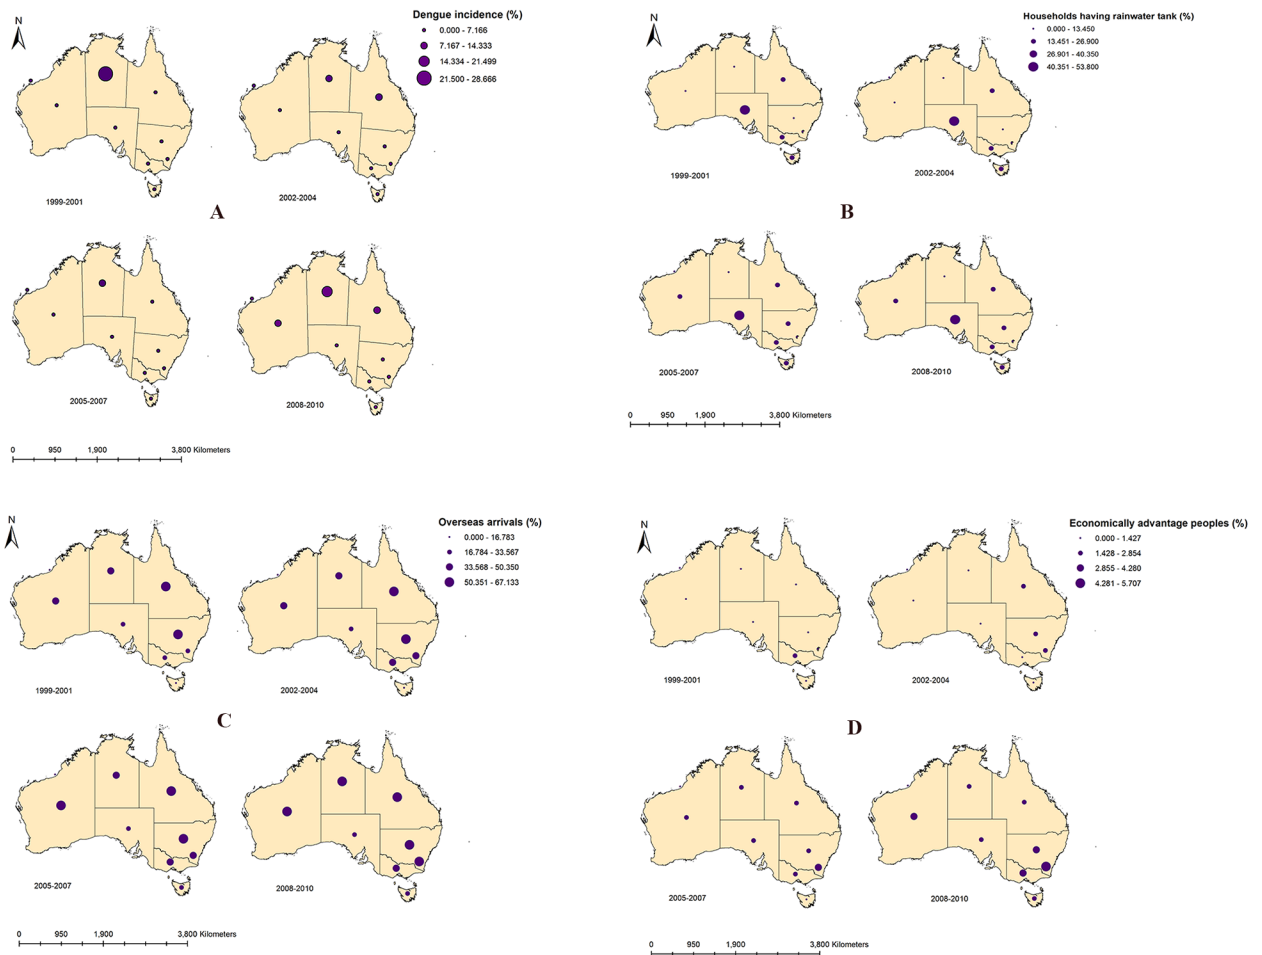 N
Dengue incidence (%)
0.000 - 7.166
7.167 - 14.333
14.334 - 21.499
21.500 - 28.666
1999-2001
2002-2004
A
2005-2007
2008-2010
0 950 1,900 3,800 Kilometers
N
Households having rainwater tank (%)
0.000 - 13.450
13.451 - 26.900
26.901 - 40.350
40.351 - 53.800
1999-2001
2002-2004
B
2005-2007
2008-2010
0 950 1,900 3,800 Kilometers
N
Overseas arrivals (%)
0.000 - 16.783
16.784 - 33.567
33.568 - 50.350
50.351 - 67.133
1999-2001
2002-2004
C
2005-2007
2008-2010
0 950 1,900 3,800 Kilometers
N
Economically advantage peoples (%)
0.000 - 1.427
1.428 - 2.854
2.855 - 4.280
4.281 - 5.707
1999-2001
2002-2004
D
2005-2007
2008-2010
0 950 1,900 3,800 Kilometers